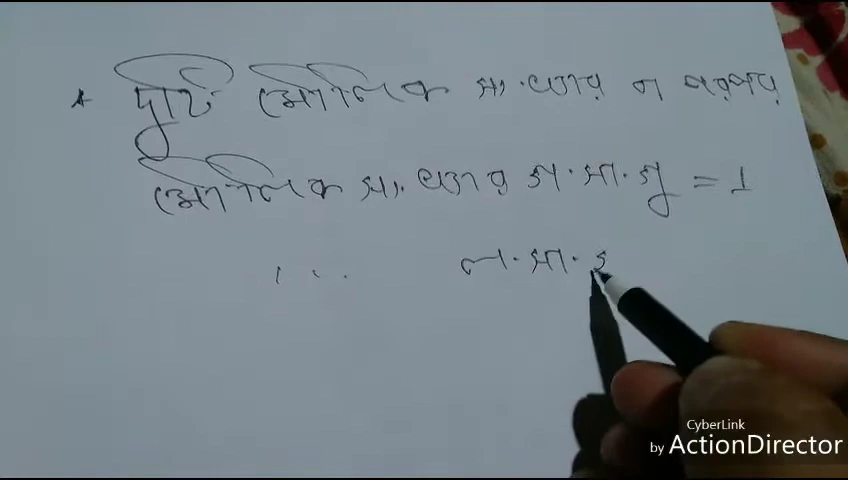 * দুটি মৌলিক সংখ্যার বা পরস্পর
মৌলিক সংখ্যার গ.সা.গু = 1
ল.সা.
CyberLink
by ActionDirector